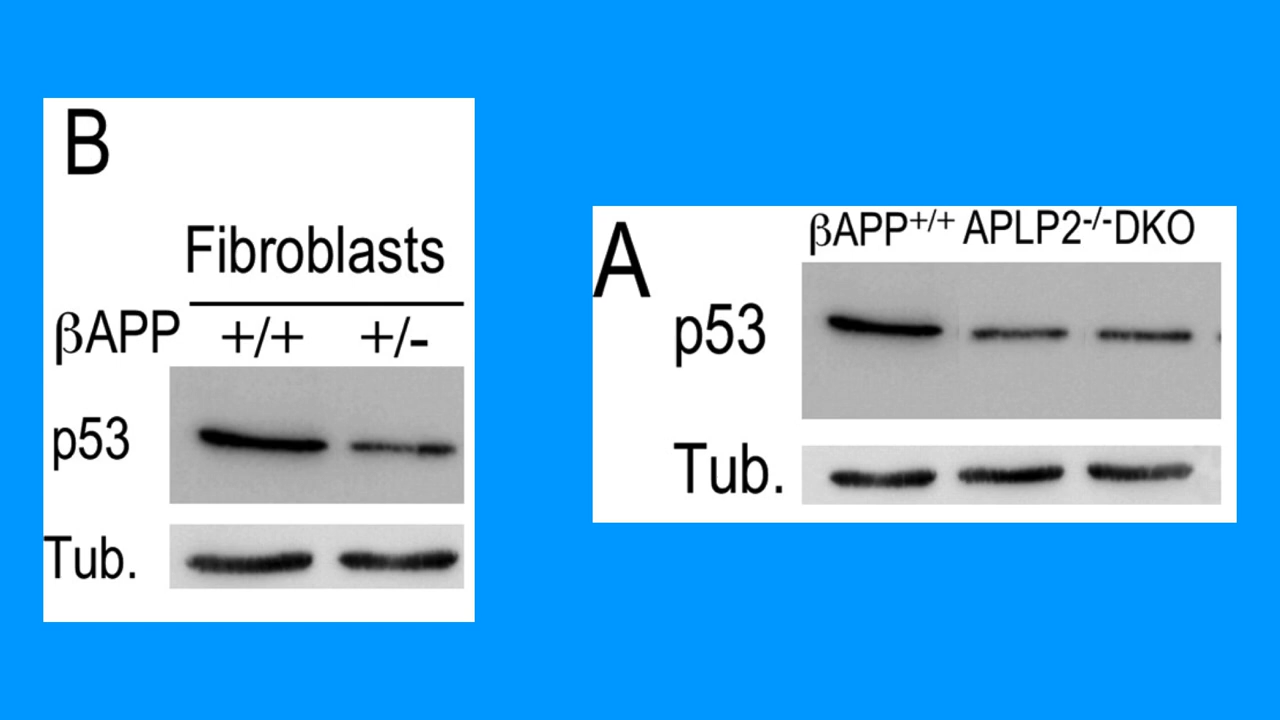 B
Fibroblasts
βAPP +/+ +/-
p53
Tub.
A
βAPP+/+ APLP2-/-DKO
p53
Tub.